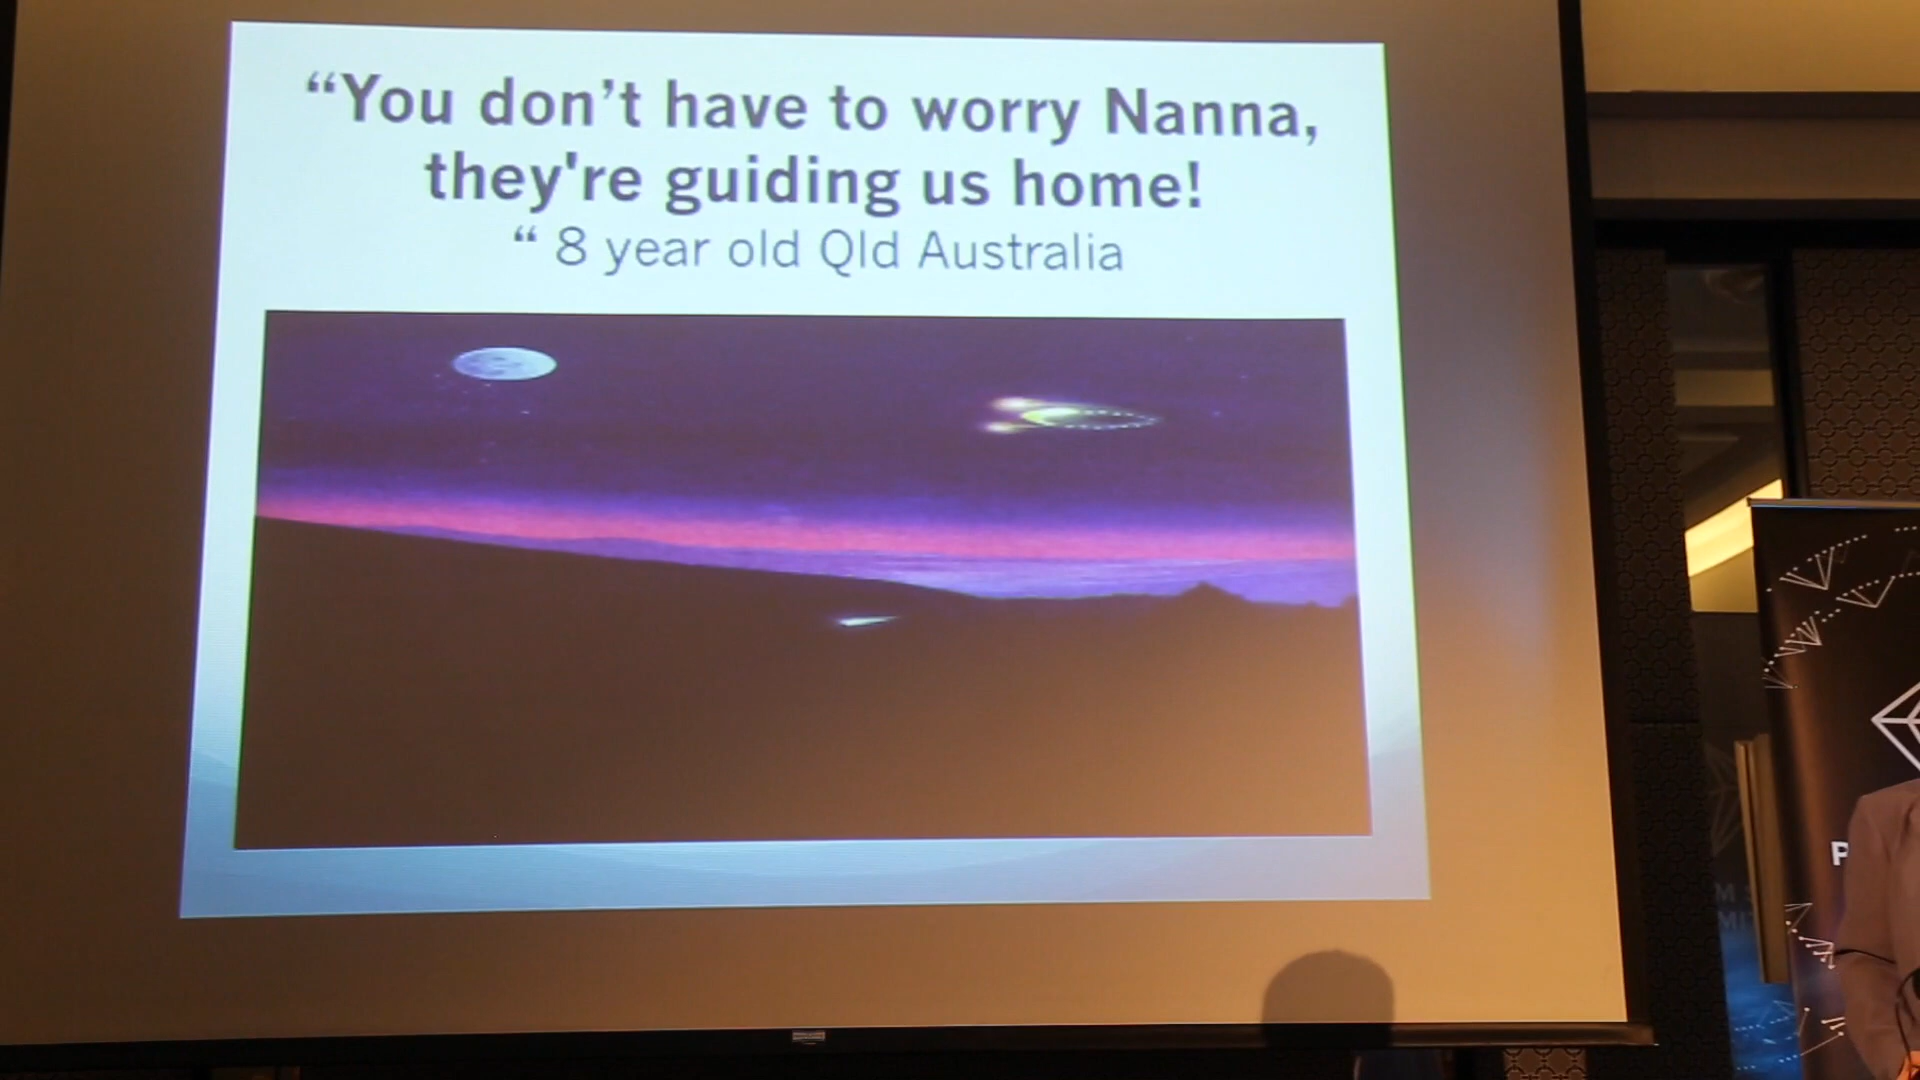 “You don’t have to worry Nanna,
they're guiding us home!
“ 8 year old Qld Australia
P